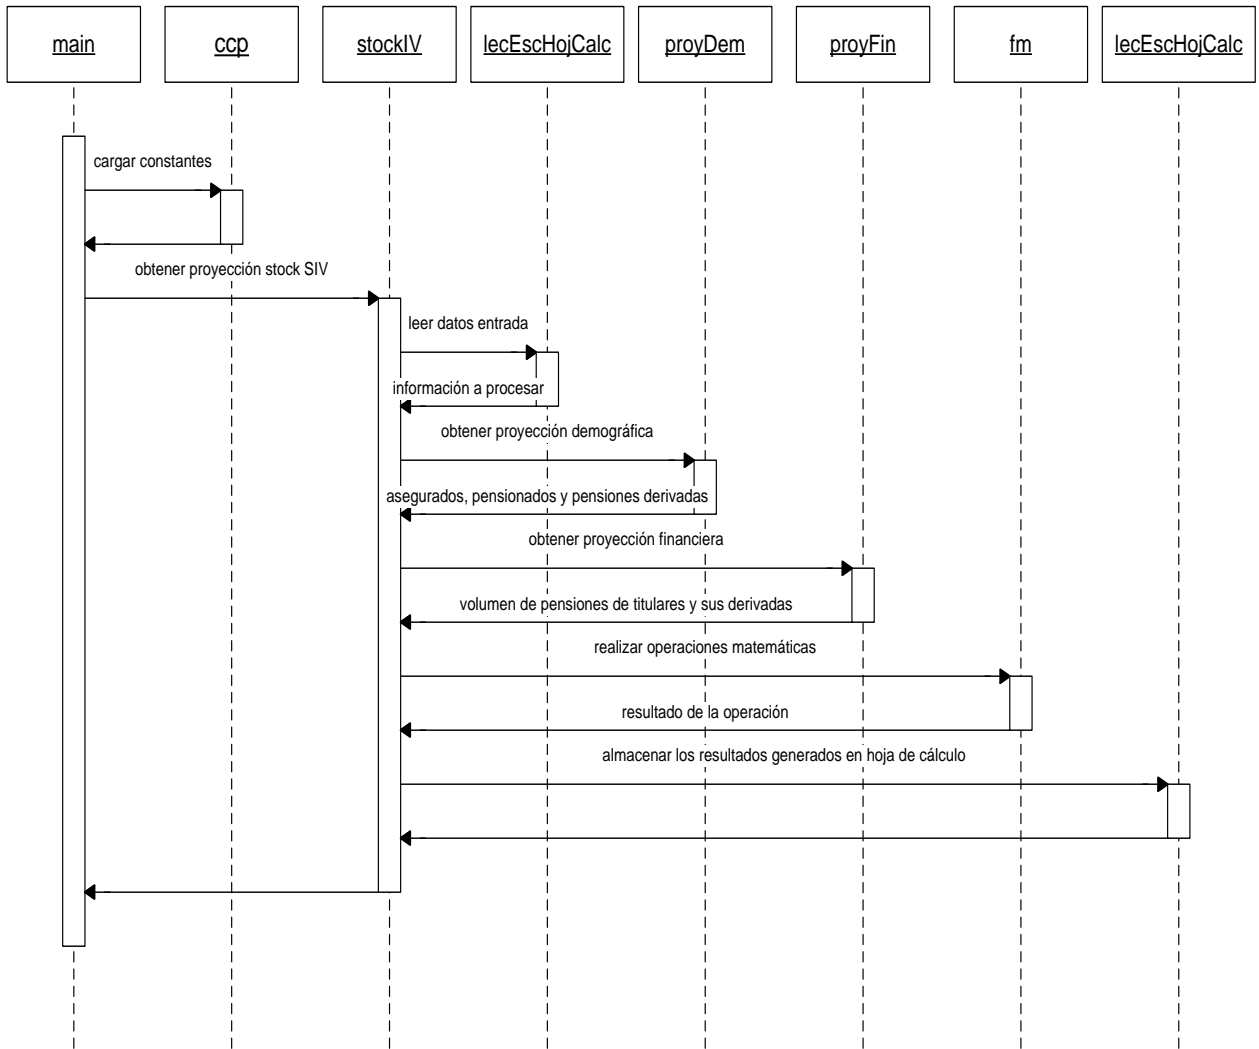 main
ccp
stockIV
lecEscHojCalc
proyDem
proyFin
fm
lecEscHojCalc
cargar constantes
obtener proyección stock SIV
leer datos entrada
información a procesar
obtener proyección demográfica
asegurados, pensionados y pensiones derivadas
obtener proyección financiera
volumen de pensiones de titulares y sus derivadas
realizar operaciones matemáticas
resultado de la operación
almacenar los resultados generados en hoja de cálculo